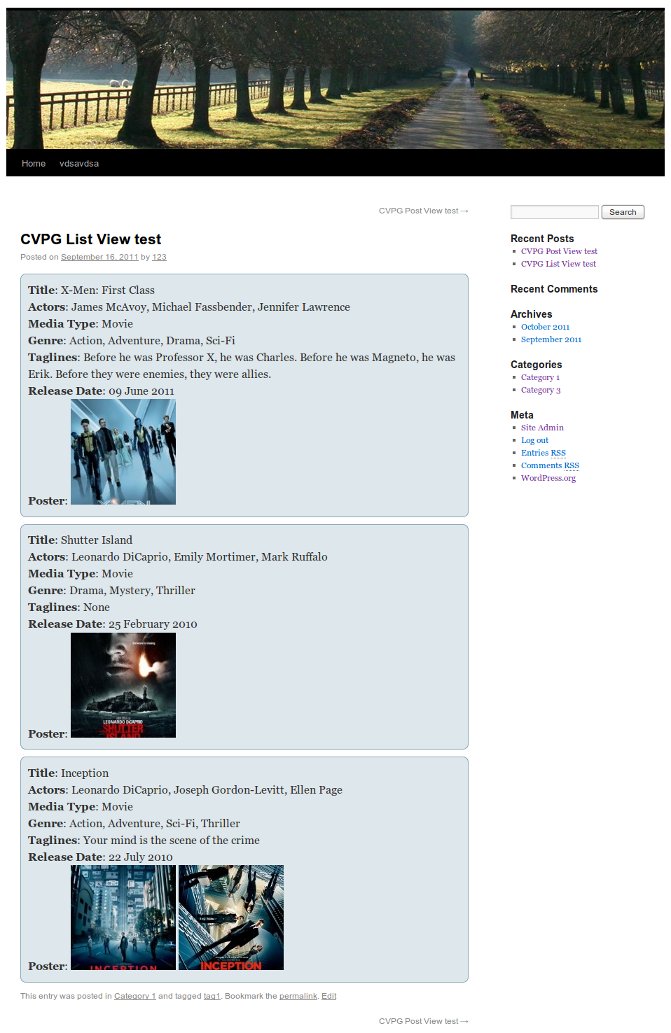 Home vdsavdsa
CVPG Post View test →
CVPG List View test
Posted on September 16, 2011 by 123
Title: X-Men: First Class
Actors: James McAvoy, Michael Fassbender, Jennifer Lawrence
Media Type: Movie
Genre: Action, Adventure, Drama, Sci-Fi
Taglines: Before he was Professor X, he was Charles. Before he was Magneto, he was
Erik. Before they were enemies, they were allies.
Release Date: 09 June 2011
Poster:
Title: Shutter Island
Actors: Leonardo DiCaprio, Emily Mortimer, Mark Ruffalo
Media Type: Movie
Genre: Drama, Mystery, Thriller
Taglines: None
Release Date: 25 February 2010
LEONARDO DICAPRIO
SHUTTER
ISLAND
Poster:
Title: Inception
Actors: Leonardo DiCaprio, Joseph Gordon-Levitt, Ellen Page
Media Type: Movie
Genre: Action, Adventure, Sci-Fi, Thriller
Taglines: Your mind is the scene of the crime
Release Date: 22 July 2010
INCEPTION INCEPTION
Poster:
This entry was posted in Category 1 and tagged tag1. Bookmark the permalink. Edit
CVPG Post View test →
Search
Recent Posts
CVPG Post View test
CVPG List View test
Recent Comments
Archives
October 2011
September 2011
Categories
Category 1
Category 3
Meta
Site Admin
Log out
Entries RSS
Comments RSS
WordPress.org